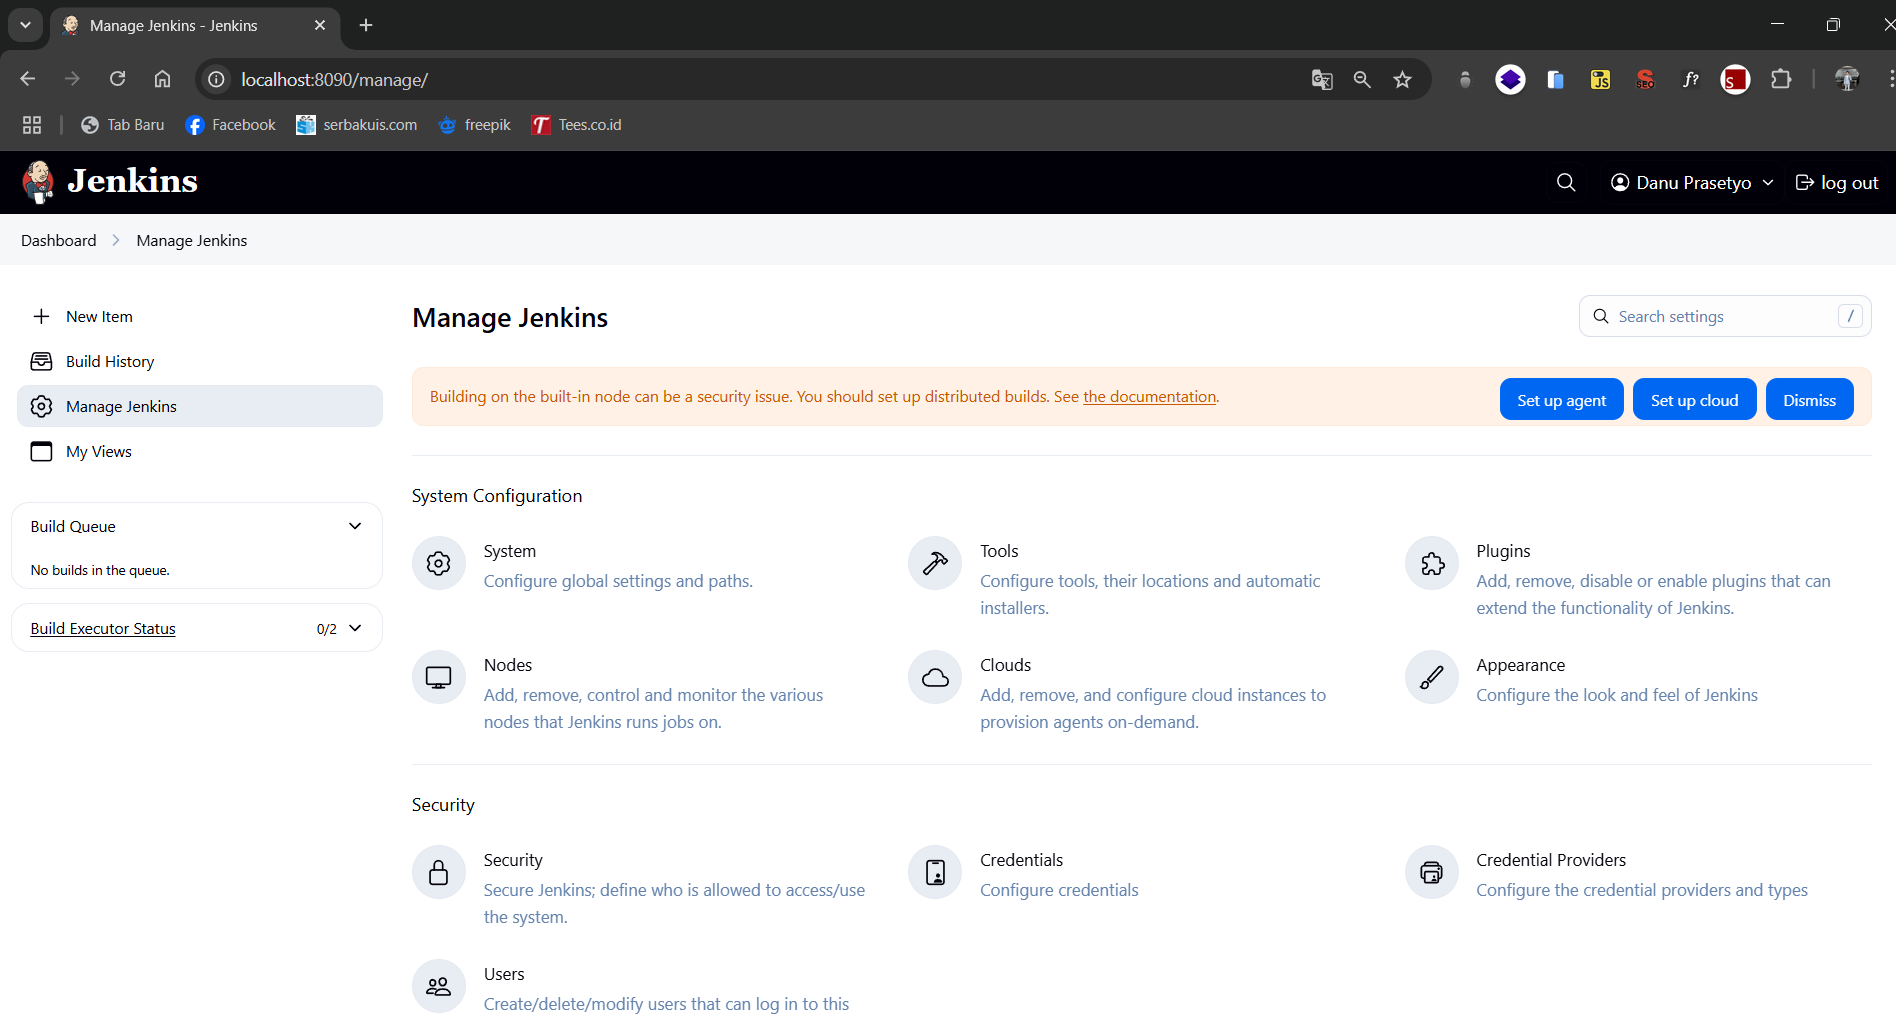 Manage Jenkins - Jenkins
localhost:8090/manage/
Tab Baru
Facebook
serbakuis.com
freepik
Tees.co.id
Jenkins
Danu Prasetyo
log out
Dashboard
Manage Jenkins
New Item
Build History
Manage Jenkins
My Views
Build Queue
No builds in the queue.
Build Executor Status
0/2
Manage Jenkins
Search settings
/
Building on the built-in node can be a security issue. You should set up distributed builds. See the documentation.
Set up agent
Set up cloud
Dismiss
System Configuration
System
Configure global settings and paths.
Tools
Configure tools, their locations and automatic
installers.
Plugins
Add, remove, disable or enable plugins that can
extend the functionality of Jenkins.
Nodes
Add, remove, control and monitor the various
nodes that Jenkins runs jobs on.
Clouds
Add, remove, and configure cloud instances to
provision agents on-demand.
Appearance
Configure the look and feel of Jenkins
Security
Security
Secure Jenkins; define who is allowed to access/use
the system.
Credentials
Configure credentials
Credential Providers
Configure the credential providers and types
Users
Create/delete/modify users that can log in to this